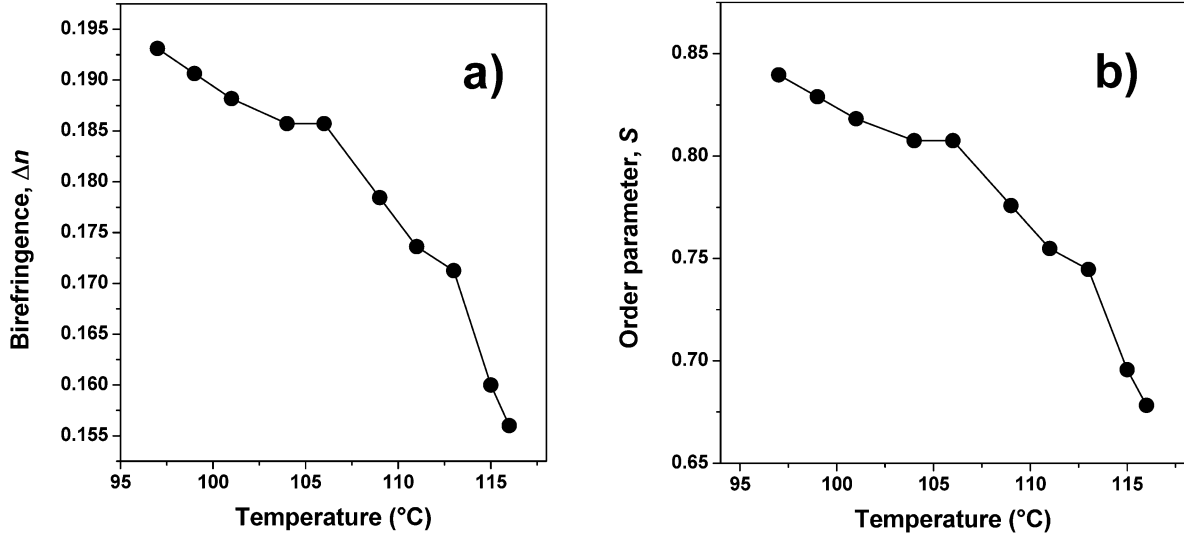 a)
0.195
0.190
0.185
0.180
0.175
0.170
0.165
0.160
0.155
Birefringence, Δn
95 100 105 110 115
Temperature (°C)
b)
0.85
0.80
0.75
0.70
0.65
Order parameter, S
95 100 105 110 115
Temperature (°C)